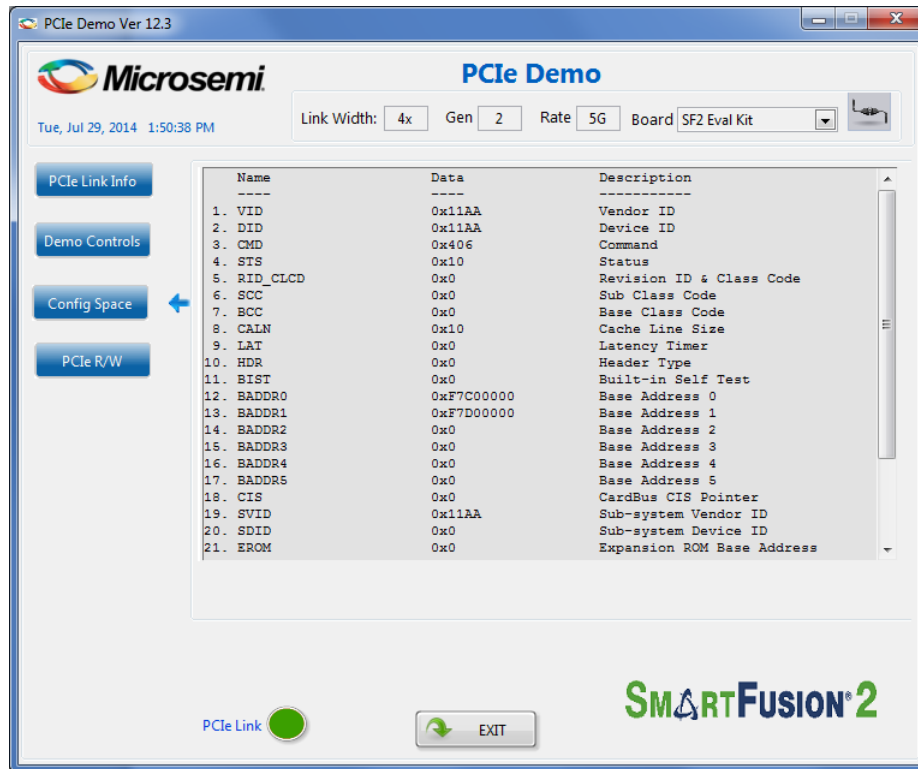 PCIe Demo Ver 12.3
Microsemi.
PCIe Demo
Tue, Jul 29, 2014 1:50:38 PM
Link Width: 4x Gen 2 Rate 5G Board SF2 Eval Kit
PCIe Link Info
Demo Controls
Config Space
PCIe R/W
Name Data Description
---- ---- -----------
1. VID 0x11AA Vendor ID
2. DID 0x11AA Device ID
3. CMD 0x406 Command
4. STS 0x10 Status
5. RID_CLCD 0x0 Revision ID & Class Code
6. SCC 0x0 Sub Class Code
7. BCC 0x0 Base Class Code
8. CALN 0x10 Cache Line Size
9. LAT 0x0 Latency Timer
10. HDR 0x0 Header Type
11. BIST 0x0 Built-in Self Test
12. BADDR0 0xF7C00000 Base Address 0
13. BADDR1 0xF7D00000 Base Address 1
14. BADDR2 0x0 Base Address 2
15. BADDR3 0x0 Base Address 3
16. BADDR4 0x0 Base Address 4
17. BADDR5 0x0 Base Address 5
18. CIS 0x0 CardBus CIS Pointer
19. SVID 0x11AA Sub-system Vendor ID
20. SDID 0x0 Sub-system Device ID
21. EROM 0x0 Expansion ROM Base Address
SMARTFUSION®2
PCIe Link
EXIT